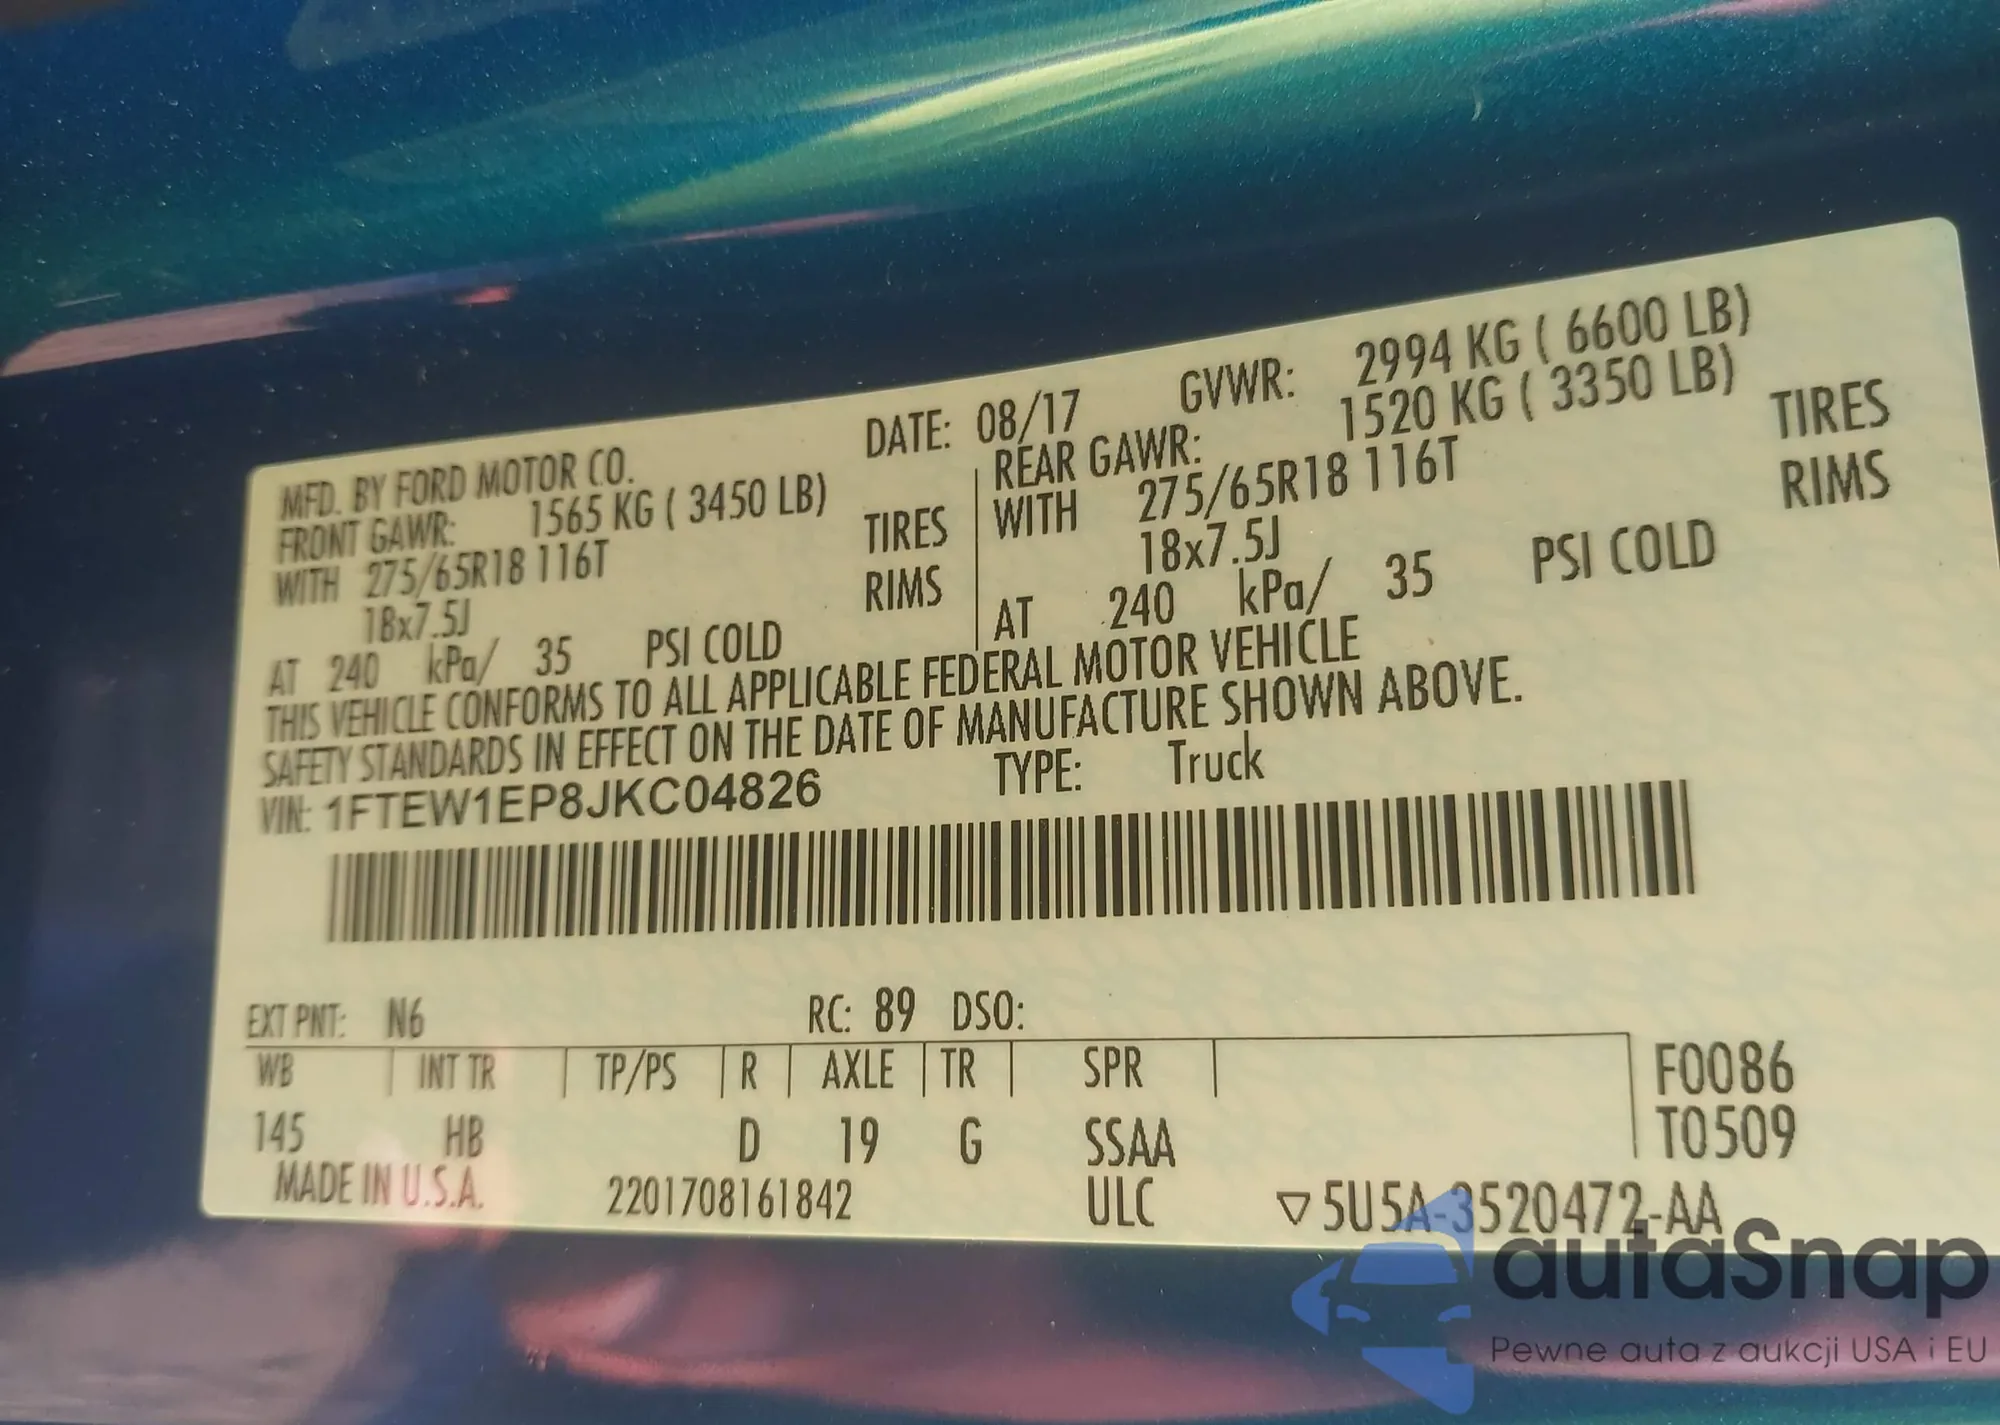 MFD. BY FORD MOTOR CO. DATE: 08/17 GVWR: 2994 KG ( 6600 LB)
FRONT GAWR: 1565 KG ( 3450 LB) REAR GAWR: 1520 KG ( 3350 LB)
WITH 275/65R18 116T TIRES WITH 275/65R18 116T TIRES
18x7.5J RIMS 18x7.5J RIMS
AT 240 kPa/ 35 PSI COLD AT 240 kPa/ 35 PSI COLD
THIS VEHICLE CONFORMS TO ALL APPLICABLE FEDERAL MOTOR VEHICLE
SAFETY STANDARDS IN EFFECT ON THE DATE OF MANUFACTURE SHOWN ABOVE.
VIN: 1FTEW1EP8JKC04826 TYPE: Truck
EXT PNT: N6 RC: 89 DSO:
WB INT TR TP/PS R AXLE TR SPR F0086
145 HB D 19 G SSAA T0509
MADE IN U.S.A. 2201708161842 ULC ▽5U5A-3520472-AA
autaSnap
Pewne auta z aukcji USA i EU